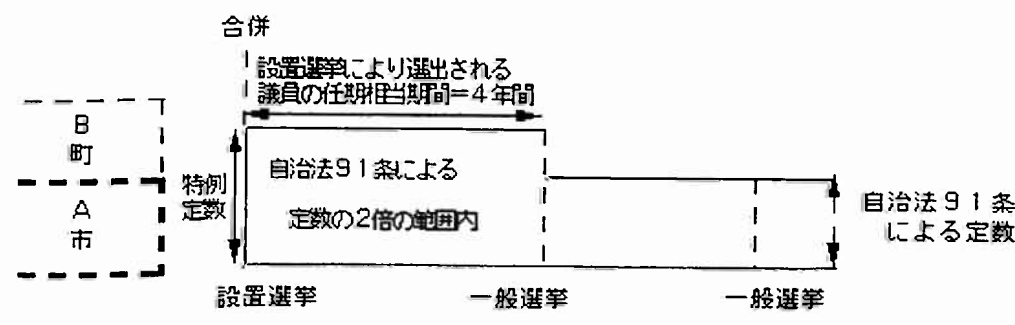 合併
設置選挙により選出される
議員の任期相当期間=4年間
B
町
A
市
特例
定数
自治法91条による
定数の2倍の範囲内
自治法91条
による定数
設置選挙
一般選挙
一般選挙